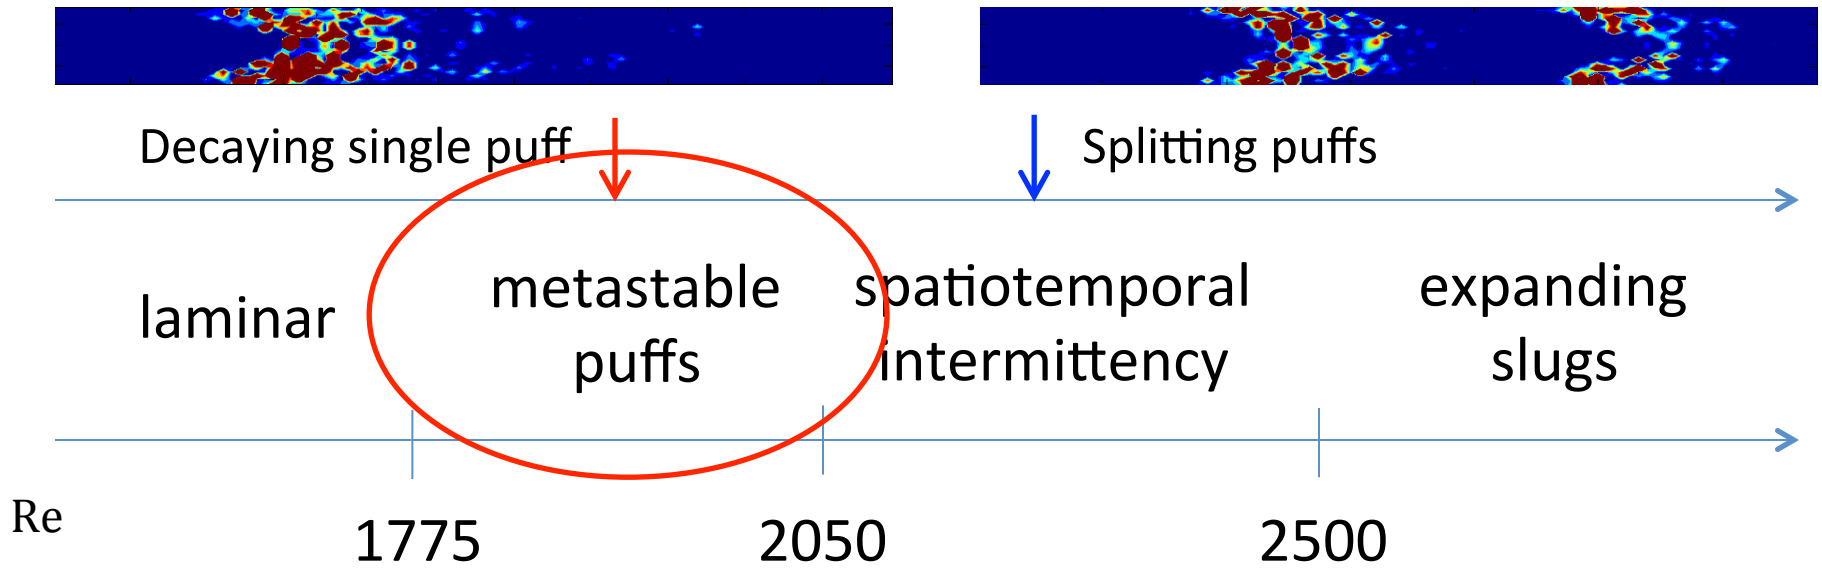 Decaying single puff
Splitting puffs
laminar
metastable
puffs
spatiotemporal
intermittency
expanding
slugs
Re
1775
2050
2500